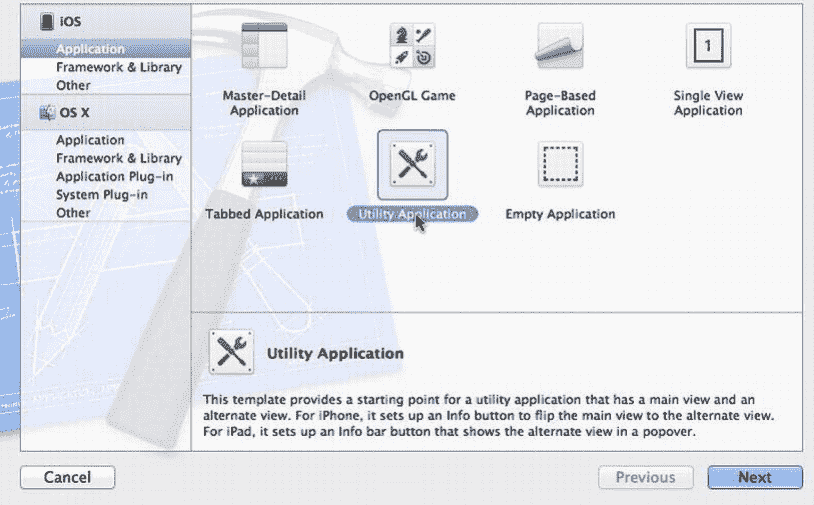 iOS
Application
Framework & Library
Other
OS X
Application
Framework & Library
Application Plug-in
System Plug-in
Other
Master-Detail
Application
OpenGL Game
Page-Based
Application
1
Single View
Application
Tabbed Application
Utility Application
Empty Application
Utility Application
This template provides a starting point for a utility application that has a main view and an
alternate view. For iPhone, it sets up an Info button to flip the main view to the alternate view.
For iPad, it sets up an Info bar button that shows the alternate view in a popover.
Cancel
Previous
Next